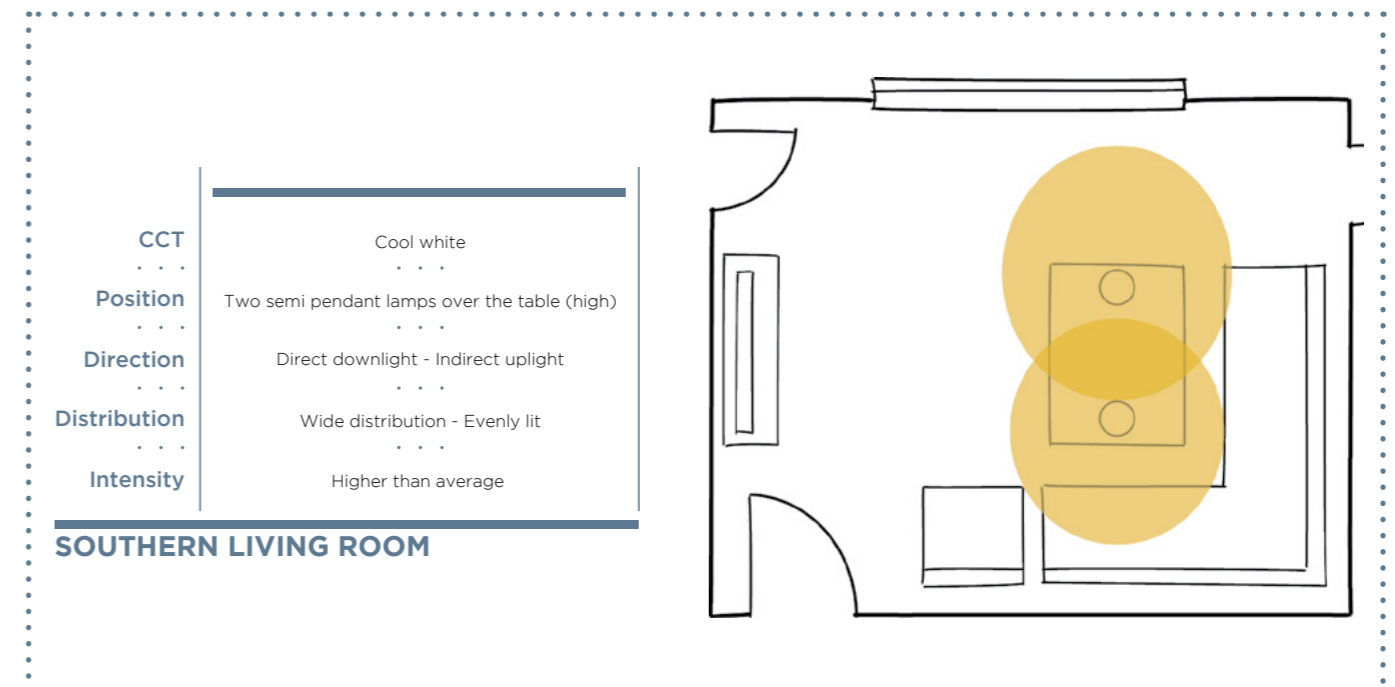 CCT
Cool white
Position
Two semi pendant lamps over the table (high)
Direction
Direct downlight - Indirect uplight
Distribution
Wide distribution - Evenly lit
Intensity
Higher than average
SOUTHERN LIVING ROOM